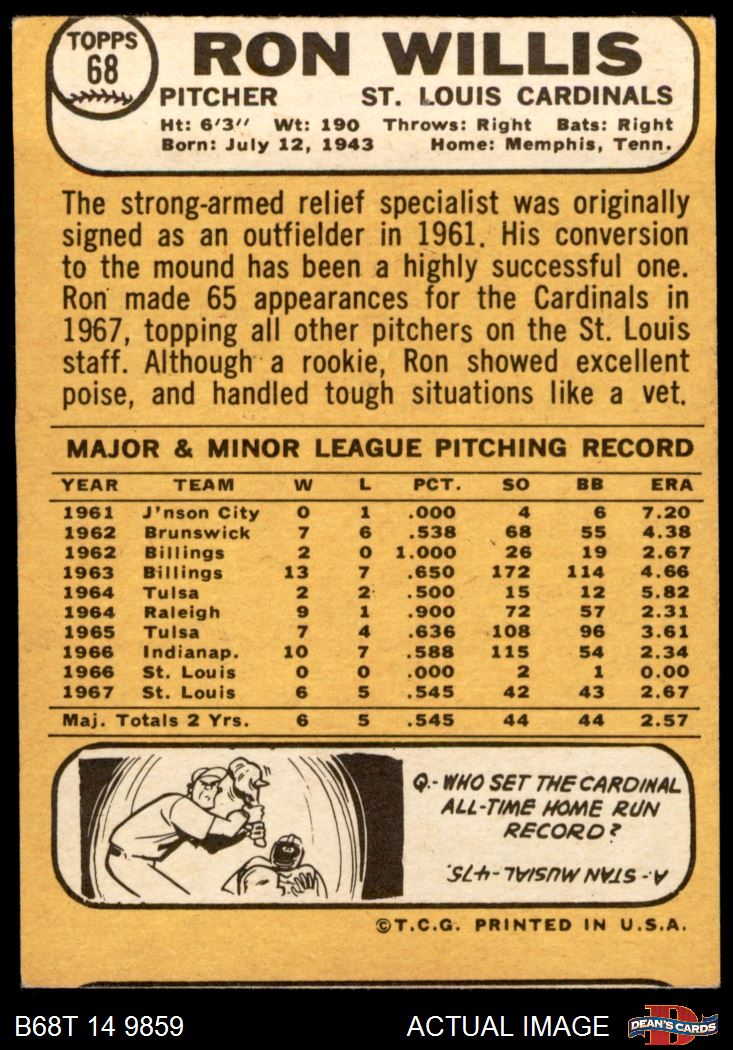 TOPPS
68
RON WILLIS
PITCHER ST. LOUIS CARDINALS
Ht: 6'3" Wt: 190 Throws: Right Bats: Right
Born: July 12, 1943 Home: Memphis, Tenn.
The strong-armed relief specialist was originally
signed as an outfielder in 1961. His conversion
to the mound has been a highly successful one.
Ron made 65 appearances for the Cardinals in
1967, topping all other pitchers on the St. Louis
staff. Although a rookie, Ron showed excellent
poise, and handled tough situations like a vet.
MAJOR & MINOR LEAGUE PITCHING RECORD
YEAR TEAM W L PCT. SO BB ERA
1961 J'nson City 0 1 .000 4 6 7.20
1962 Brunswick 7 6 .538 68 55 4.38
1962 Billings 2 0 1.000 26 19 2.67
1963 Billings 13 7 .650 172 114 4.66
1964 Tulsa 2 2 .500 15 12 5.82
1964 Raleigh 9 1 .900 72 57 2.31
1965 Tulsa 7 4 .636 108 96 3.61
1966 Indianap. 10 7 .588 115 54 2.34
1966 St. Louis 0 0 .000 2 1 0.00
1967 St. Louis 6 5 .545 42 43 2.67
Maj. Totals 2 Yrs. 6 5 .545 44 44 2.57
Q.- WHO SET THE CARDINAL
ALL-TIME HOME RUN
RECORD?
A- STAN MUSIAL - 475.
©T.C.G. PRINTED IN U.S.A.
B68T 14 9859 ACTUAL IMAGE D DEAN'S CARDS